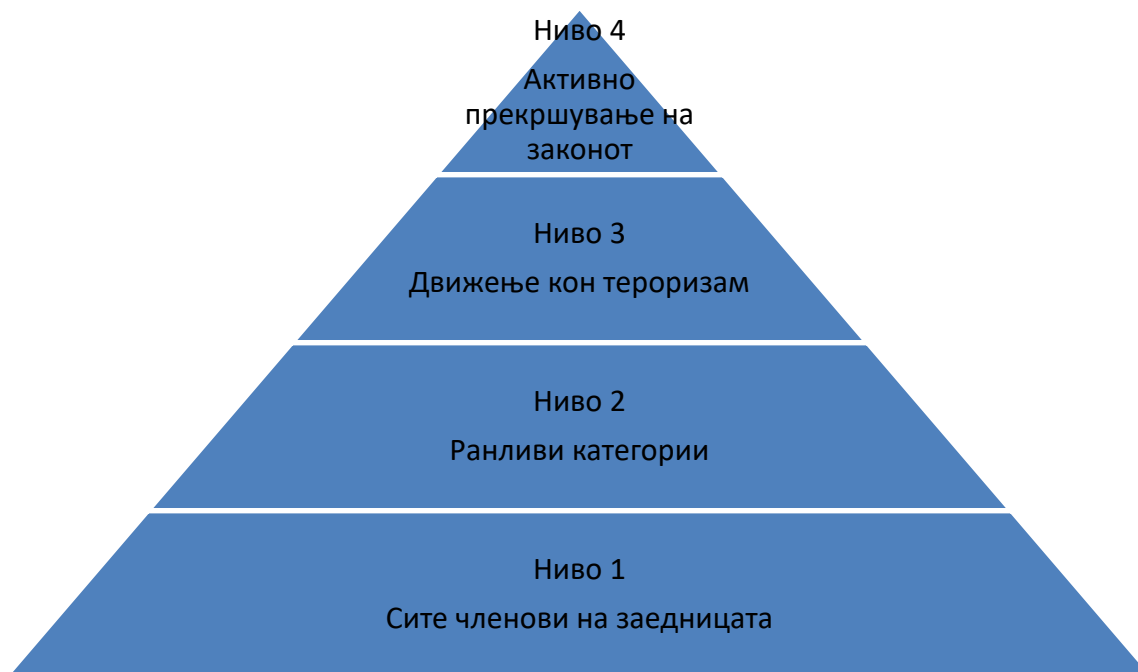 Ниво 4
Активно
прекршување на
законот
Ниво 3
Движење кон тероризам
Ниво 2
Ранливи категории
Ниво 1
Сите членови на заедницата